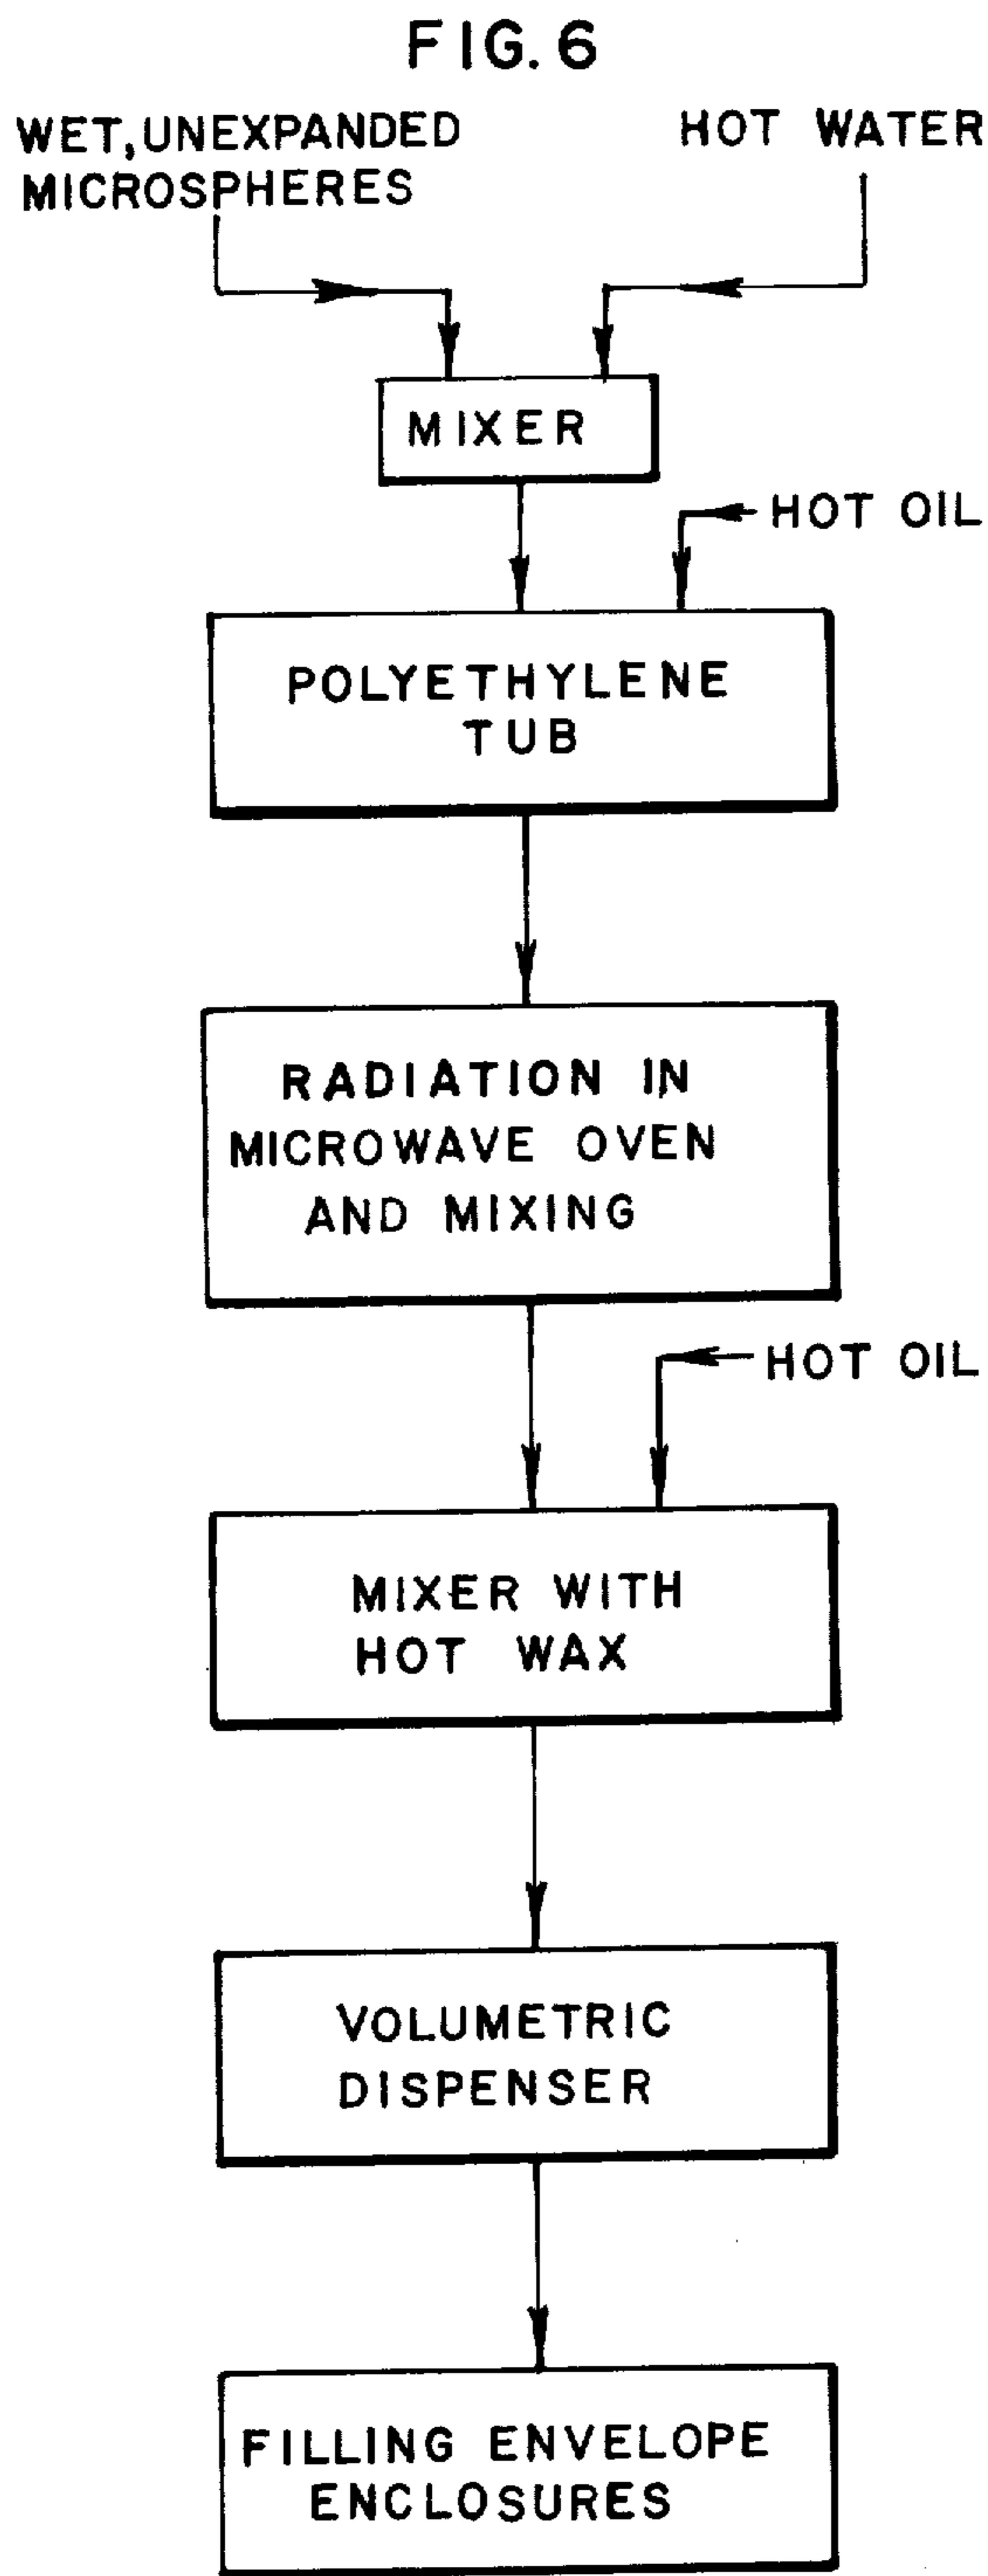 FIG. 6
WET, UNEXPANDED
MICROSPHERES
HOT WATER
MIXER
HOT OIL
POLYETHYLENE
TUB
RADIATION IN
MICROWAVE OVEN
AND MIXING
HOT OIL
MIXER WITH
HOT WAX
VOLUMETRIC
DISPENSER
FILLING ENVELOPE
ENCLOSURES